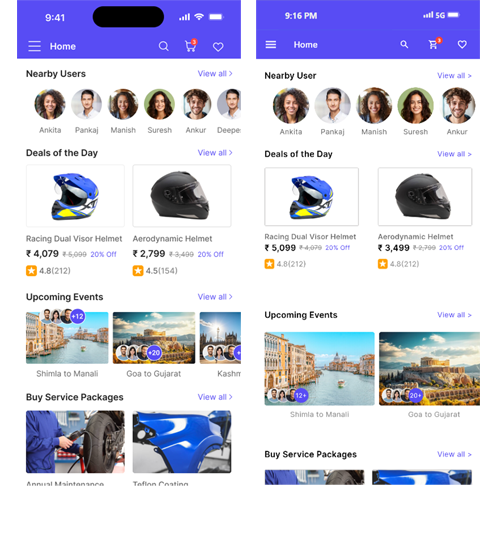 9:41
Home
3
Nearby Users
View all >
Ankita
Pankaj
Manish
Suresh
Ankur
Deepe
Deals of the Day
View all >
Racing Dual Visor Helmet
Aerodynamic Helmet
₹ 4,079 ₹ 5,099 20% Off
₹ 2,799 ₹ 3,499 20% Off
4.8(212)
4.5(154)
Upcoming Events
View all >
+12
+20
Shimla to Manali
Goa to Gujarat
Kashm
Buy Service Packages
View all >
Annual Maintenance
Teflon Coating
9:16 PM
5G
Home
3
Nearby User
View all >
Ankita
Pankaj
Manish
Suresh
Ankur
Deals of the Day
View all >
Racing Dual Visor Helmet
Aerodynamic Helmet
₹ 5,099 ₹ 4,079 20% Off
₹ 3,499 ₹ 2,799 20% Off
4.8(212)
4.8(212)
Upcoming Events
View all >
12+
20+
Shimla to Manali
Goa to Gujarat
Buy Service Packages
View all >